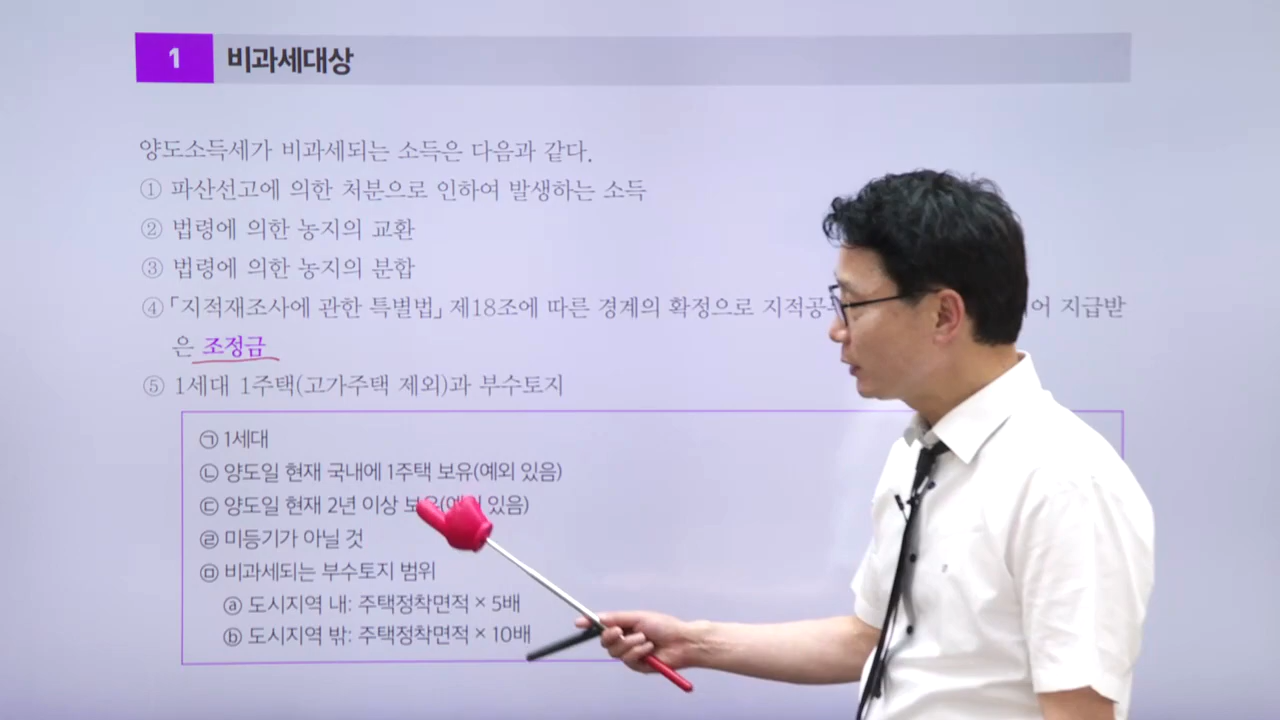 1 비과세대상
양도소득세가 비과세되는 소득은 다음과 같다.
① 파산선고에 의한 처분으로 인하여 발생하는 소득
② 법령에 의한 농지의 교환
③ 법령에 의한 농지의 분합
④ 「지적재조사에 관한 특별법」 제18조에 따른 경계의 확정으로 지적공 어 지급받
은 조정금
⑤ 1세대 1주택(고가주택 제외)과 부수토지
㉠ 1세대
㉡ 양도일 현재 국내에 1주택 보유(예외 있음)
㉢ 양도일 현재 2년 이상 보유(예외 있음)
㉣ 미등기가 아닐 것
㉤ 비과세되는 부수토지 범위
ⓐ 도시지역 내: 주택정착면적 × 5배
ⓑ 도시지역 밖: 주택정착면적 × 10배